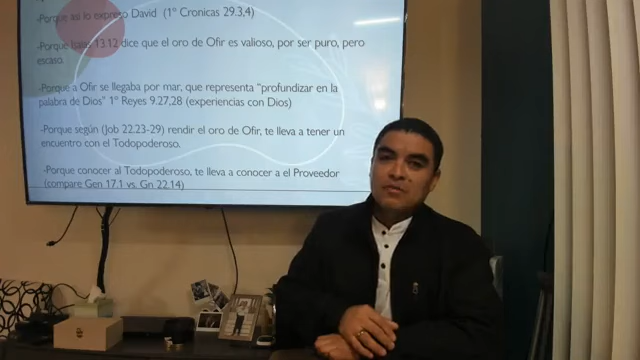 -Porque así lo expreso David (1º Cronicas 29.3,4)
-Porque Isaias 13.12 dice que el oro de Ofir es valioso, por ser puro, pero
escaso.
-Porque a Ofir se llegaba por mar, que representa “profundizar en la
palabra de Dios” 1º Reyes 9.27,28 (experiencias con Dios)
-Porque según (Job 22.23-29) rendir el oro de Ofir, te lleva a tener un
encuentro con el Todopoderoso.
-Porque conocer al Todopoderoso, te lleva a conocer a el Proveedor
(compare Gen 17.1 vs. Gn 22.14)